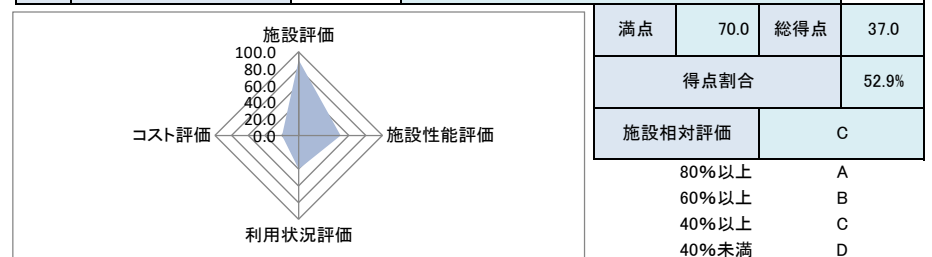 施設評価
100.0
80.0
60.0
40.0
20.0
0.0
コスト評価
施設性能評価
利用状況評価
満点 70.0 総得点 37.0
得点割合 52.9%
施設相対評価 C
80%以上 A
60%以上 B
40%以上 C
40%未満 D